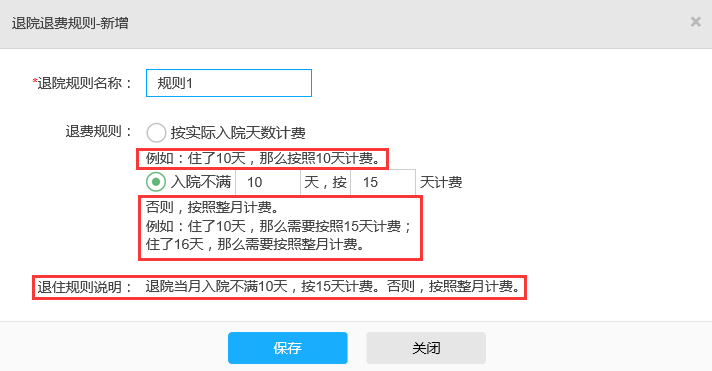 退院退费规则-新增
×
*退院规则名称： 规则1
退费规则： 按实际入院天数计费
例如：住了10天，那么按照10天计费。
入院不满 10 天，按 15 天计费
否则，按照整月计费。
例如：住了10天，那么需要按照15天计费；
住了16天，那么需要按照整月计费。
退住规则说明： 退院当月入院不满10天，按15天计费。否则，按照整月计费。
保存 关闭